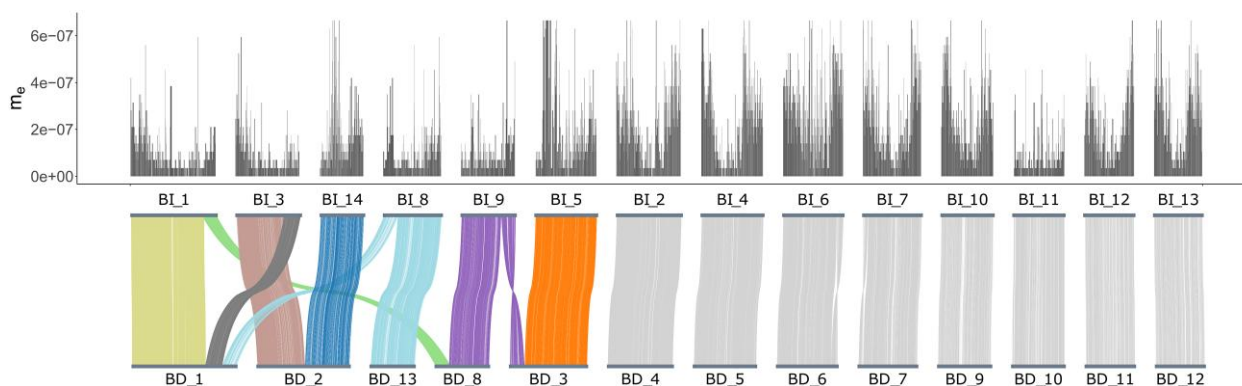 6e−07
4e−07
2e−07
0e+00
me
BI_1 BI_3 BI_14 BI_8 BI_9 BI_5 BI_2 BI_4 BI_6 BI_7 BI_10 BI_11 BI_12 BI_13
BD_1 BD_2 BD_13 BD_8 BD_3 BD_4 BD_5 BD_6 BD_7 BD_9 BD_10 BD_11 BD_12